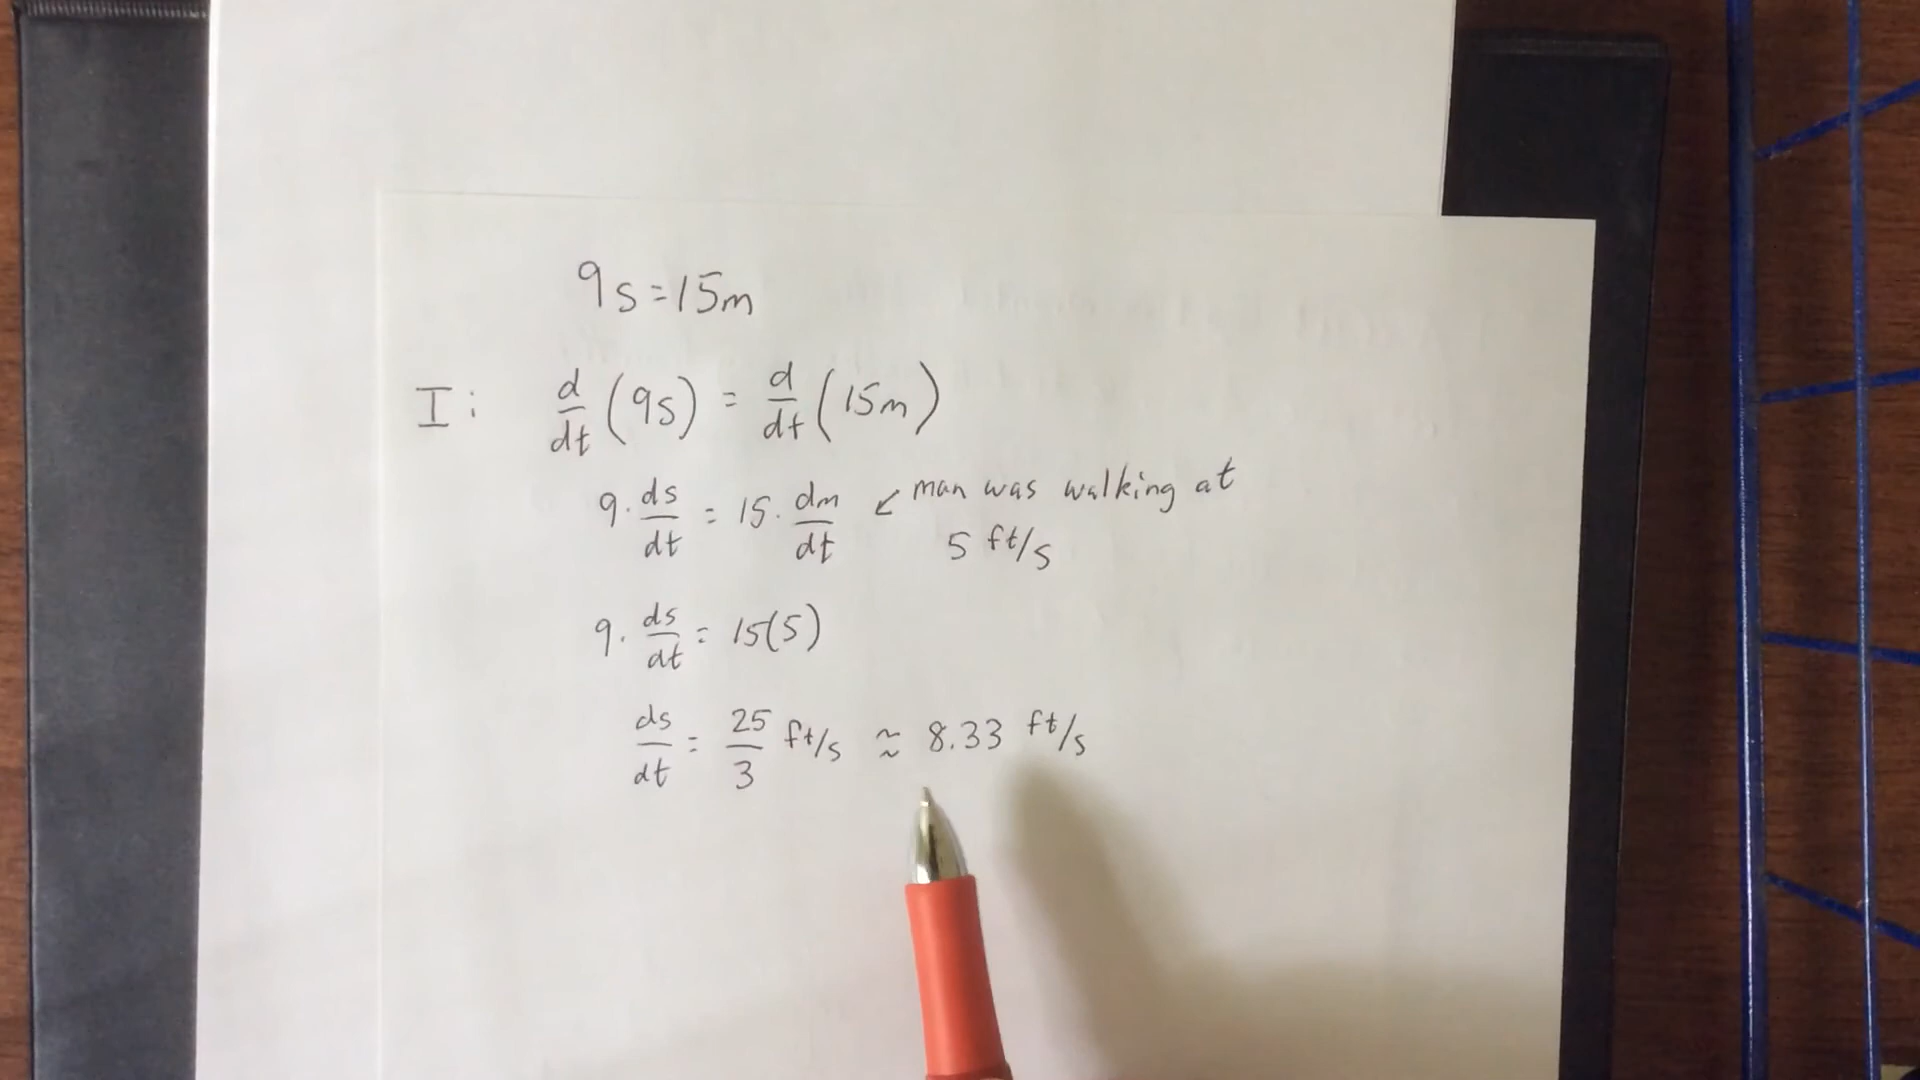 9s=15m
I: d/dt (9s) = d/dt (15m)
9 · ds/dt = 15 · dm/dt ↙ man was walking at
5 ft/s
9 · ds/dt = 15(5)
ds/dt = 25/3 ft/s ≈ 8.33 ft/s